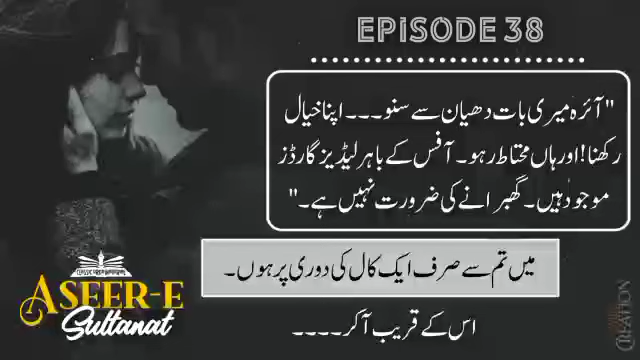 EPISODE 38
"آئرہ میری بات دھیان سے سنو۔۔۔ اپنا خیال
رکھنا! اور ہاں محتاط رہو۔ آفس کے باہر لیڈیز گارڈز
موجود ہیں۔ گھبرانے کی ضرورت نہیں ہے۔"
میں تم سے صرف ایک کال کی دوری پر ہوں۔
اس کے قریب آ کر ۔۔۔۔
ASEER-E
Sultanat
CREATION